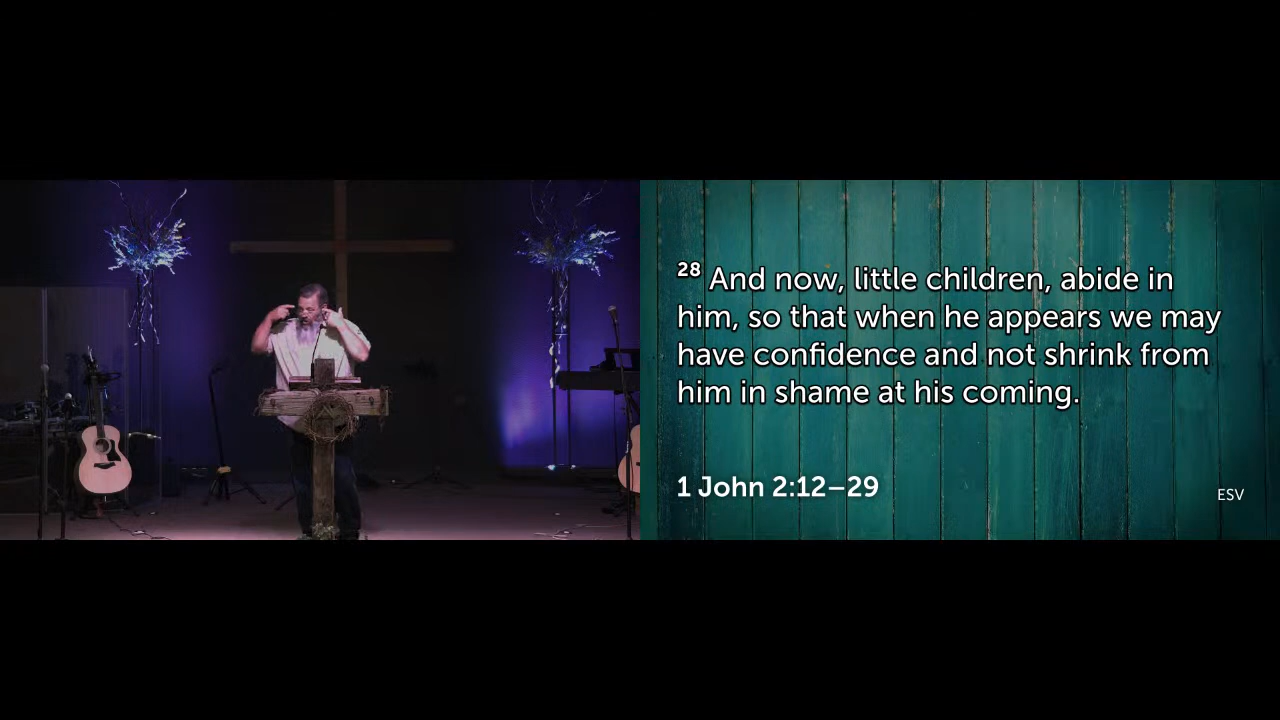 28 And now, little children, abide in
him, so that when he appears we may
have confidence and not shrink from
him in shame at his coming.
1 John 2:12–29
ESV